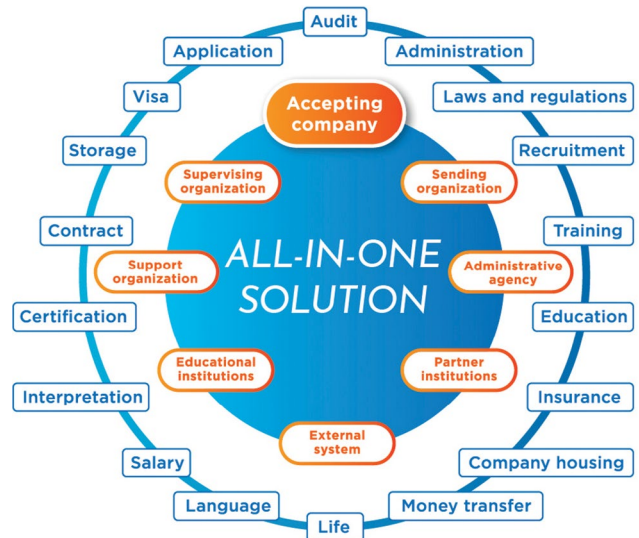 Audit
Application
Administration
Visa
Accepting
company
Laws and regulations
Storage
Recruitment
Supervising
organization
Sending
organization
Contract
Training
ALL-IN-ONE
SOLUTION
Support
organization
Administrative
agency
Certification
Education
Educational
institutions
Partner
institutions
Interpretation
Insurance
External
system
Salary
Company housing
Language
Money transfer
Life